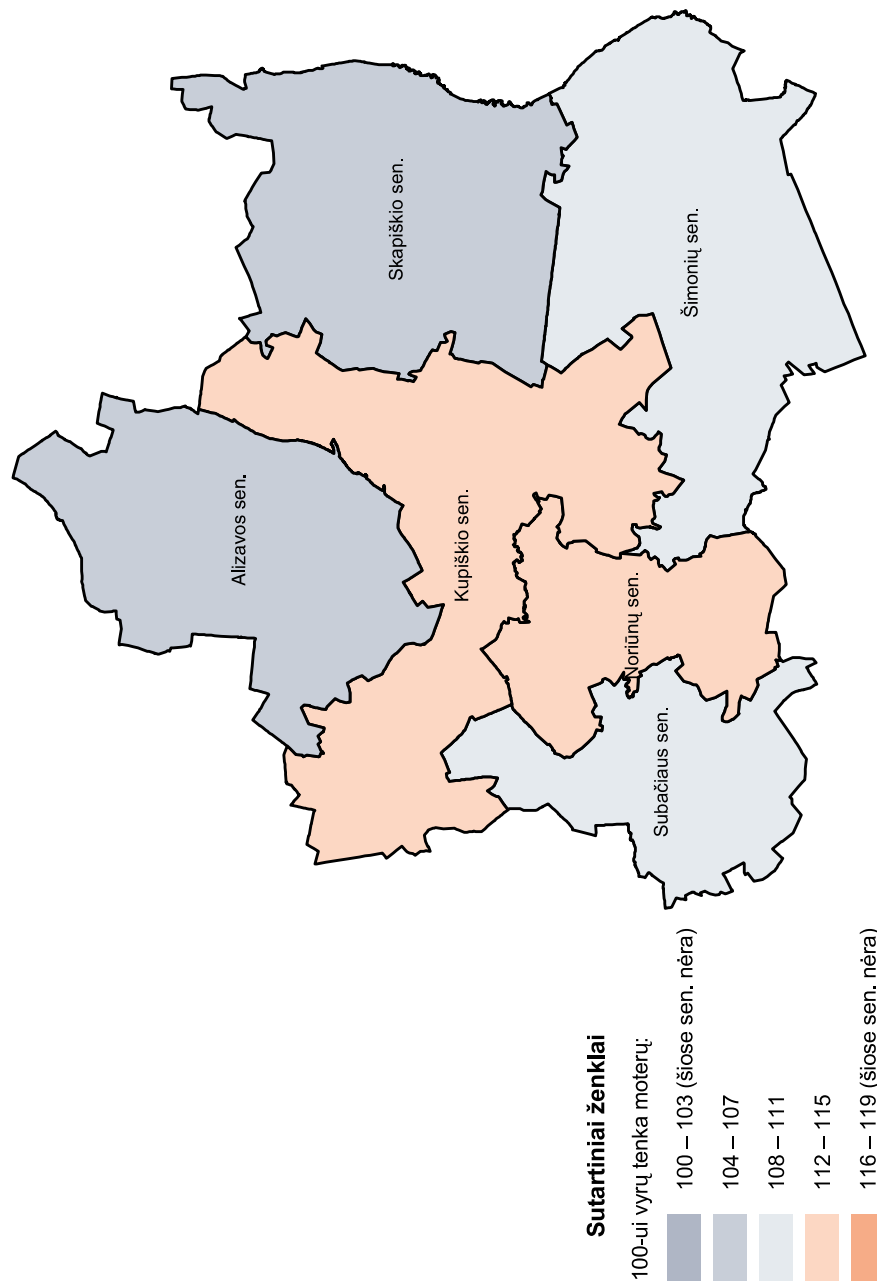 Skapiškio sen.
Šimonių sen.
Alizavos sen.
Kupiškio sen.
Noriūnų sen.
Subačiaus sen.
Sutartiniai ženklai
100-ui vyrų tenka moterų:
100 – 103 (šiose sen. nėra)
104 – 107
108 – 111
112 – 115
116 – 119 (šiose sen. nėra)